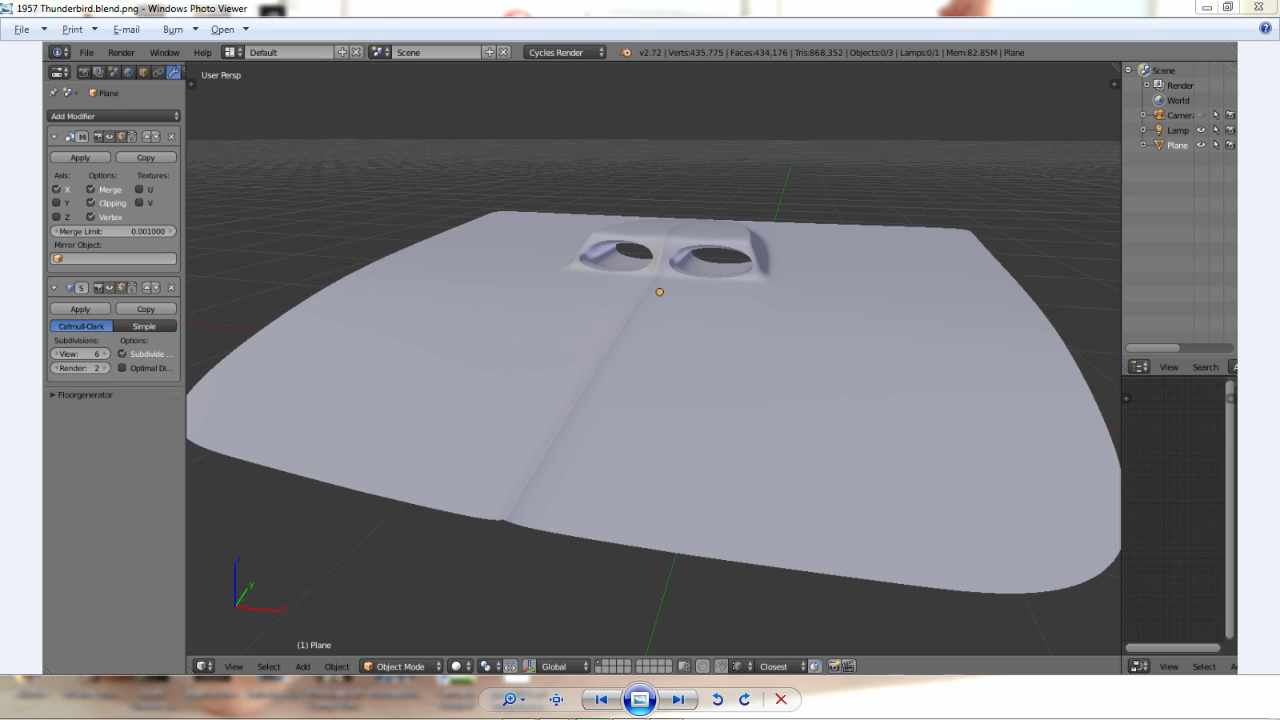 1957 Thunderbird.blend.png - Windows Photo Viewer
File Print E-mail Burn Open
File Render Window Help Default Scene Cycles Render v2.72 | Verts:435,775 | Faces:434,176 | Tris:868,352 | Objects:0/3 | Lamps:0/1 | Mem:82.85M | Plane
User Persp
Plane
Add Modifier
M
Apply Copy
Axis: Options: Textures:
X Merge U
Y Clipping V
Z Vertex
Merge Limit: 0.001000
Mirror Object:
S
Apply Copy
Catmull-Clark Simple
Subdivisions: Options:
View: 6 Subdivide ...
Render: 2 Optimal Di...
Floorgenerator
Scene
Render
World
Camera
Lamp
Plane
View Search
z
y
x
(1) Plane
View Select Add Object Object Mode Global Closest
View Select